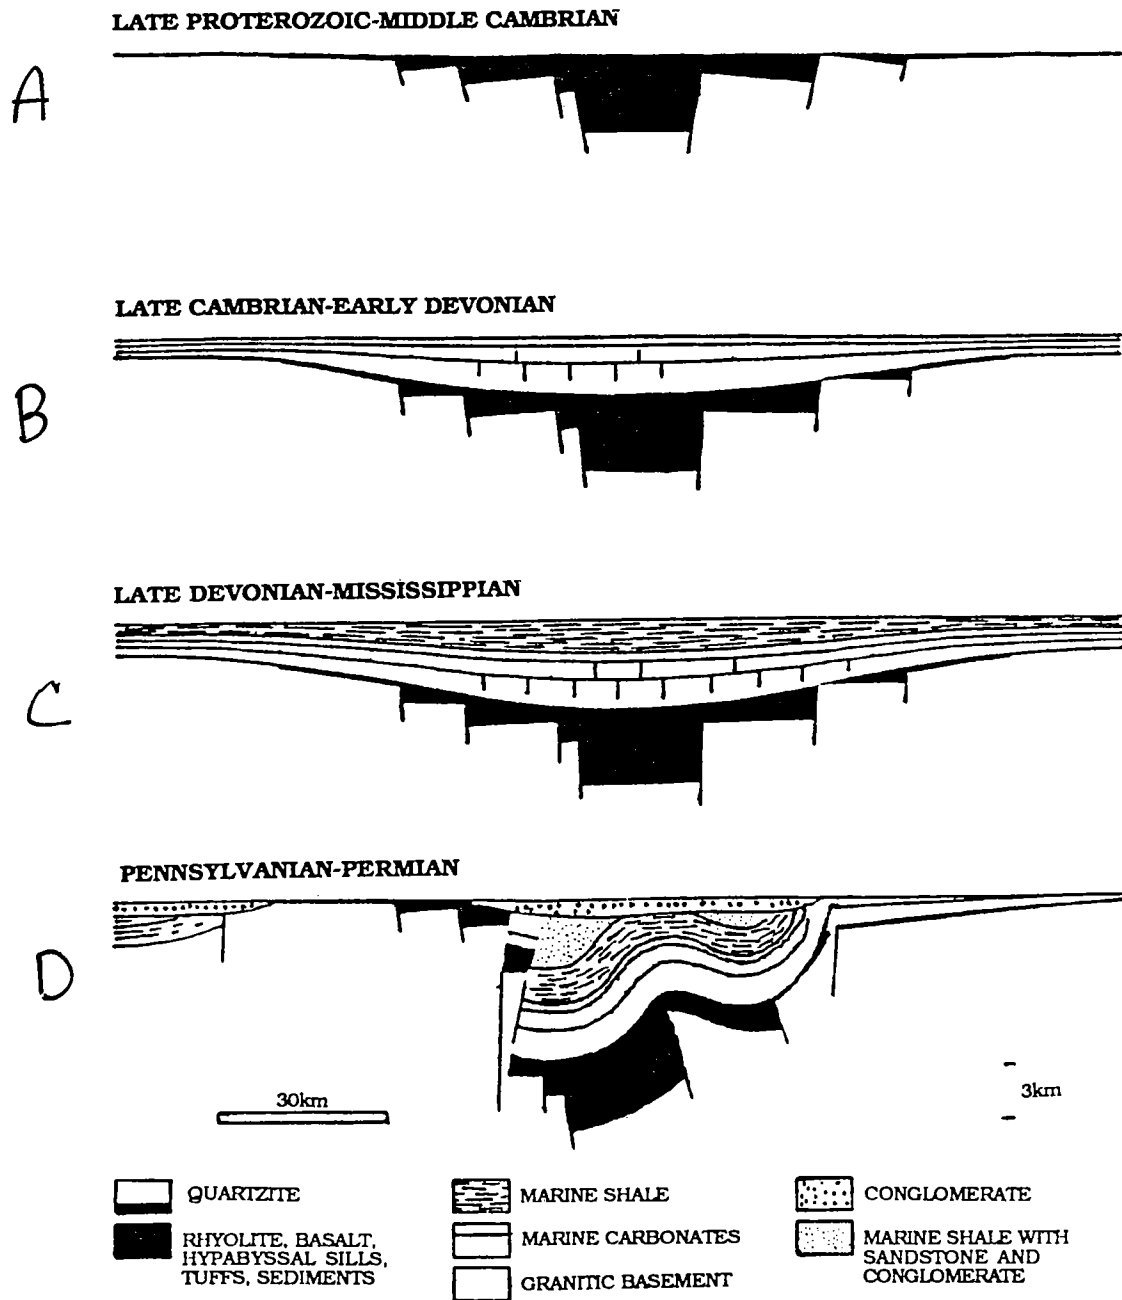 LATE PROTEROZOIC-MIDDLE CAMBRIAN
A
LATE CAMBRIAN-EARLY DEVONIAN
B
LATE DEVONIAN-MISSISSIPPIAN
C
PENNSYLVANIAN-PERMIAN
D
30km
3km
QUARTZITE
RHYOLITE, BASALT,
HYPABYSSAL SILLS,
TUFFS, SEDIMENTS
MARINE SHALE
MARINE CARBONATES
GRANITIC BASEMENT
CONGLOMERATE
MARINE SHALE WITH
SANDSTONE AND
CONGLOMERATE